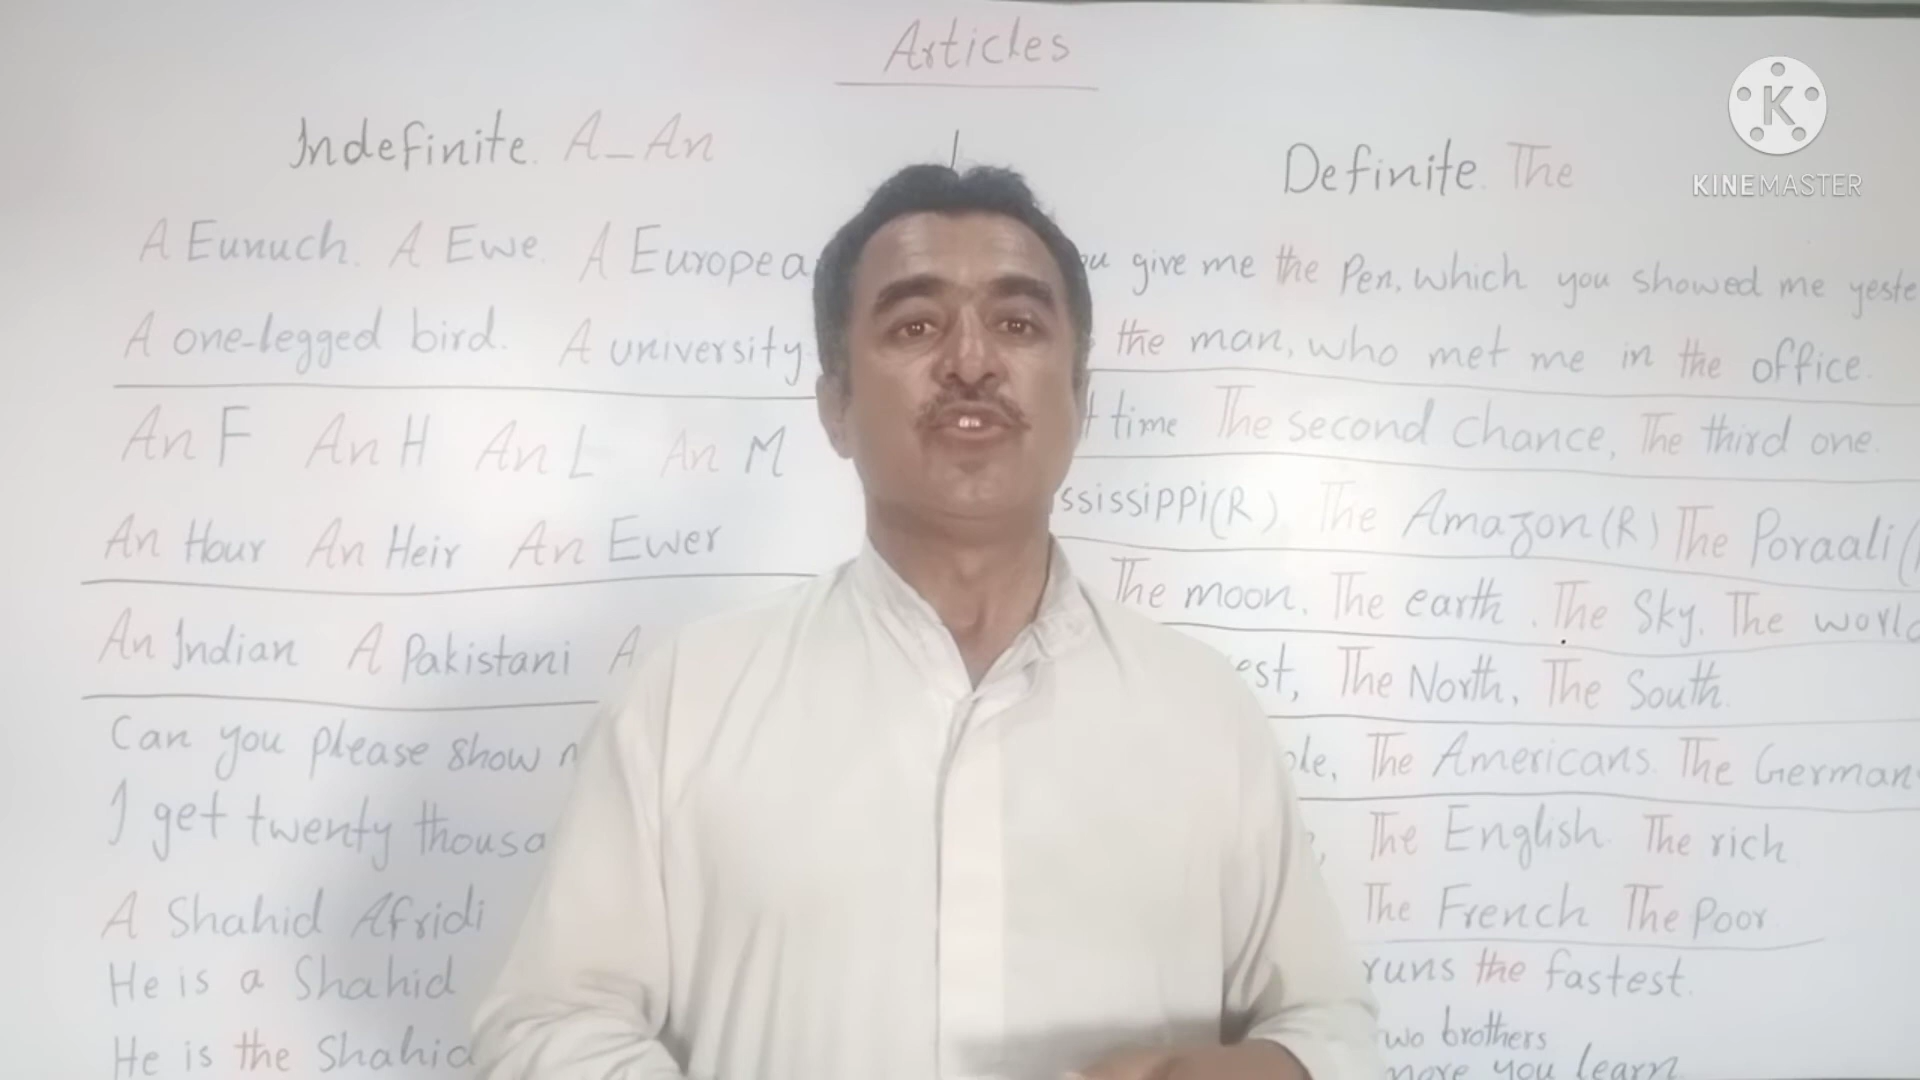 Articles
Indefinite. A-An
A Eunuch. A Ewe. A Europea
A one-legged bird. A university
An F An H An L An M
An Hour An Heir An Ewer
An Indian A Pakistani A
Can you please show
I get twenty thousa
A Shahid Afridi
He is a Shahid
He is the Shahid
Definite. The
give me the Pen, which you showed me yeste
the man, who met me in the office.
time The second chance, The third one.
ssissippi(R) The Amazon(R) The Poraali(
The moon. The earth. The Sky. The world
est, The North, The South.
ple, The Americans. The German
The English. The rich
The French The Poor
runs the fastest.
wo brothers
more you learn
KINEMASTER